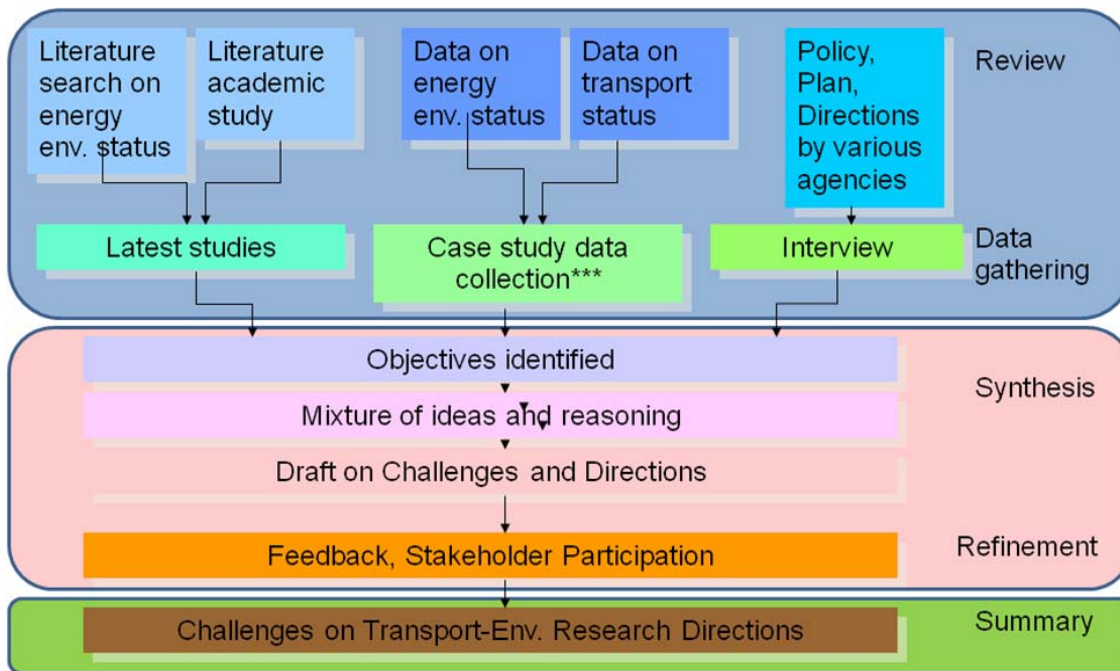 Literature
search on
energy
env. status
Literature
academic
study
Data on
energy
env. status
Data on
transport
status
Policy,
Plan,
Directions
by various
agencies
Review
Latest studies
Case study data
collection***
Interview
Data
gathering
Objectives identified
Synthesis
Mixture of ideas and reasoning
Draft on Challenges and Directions
Feedback, Stakeholder Participation
Refinement
Challenges on Transport-Env. Research Directions
Summary